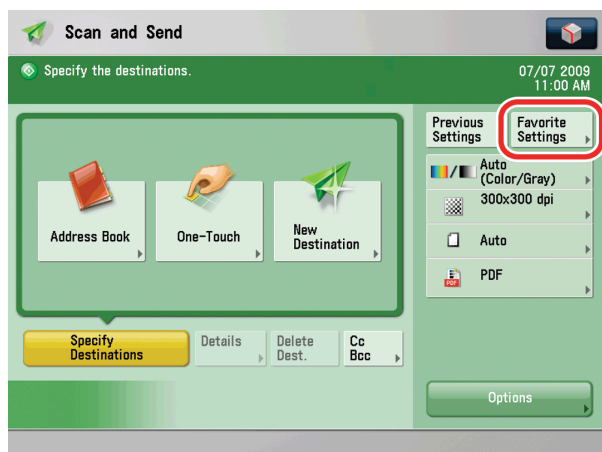 Scan and Send
Specify the destinations.
07/07 2009
11:00 AM
Previous
Settings
Favorite
Settings
Auto
(Color/Gray)
300x300 dpi
Auto
PDF
PDF
Address Book
One-Touch
New
Destination
Specify
Destinations
Details
Delete
Dest.
Cc
Bcc
Options